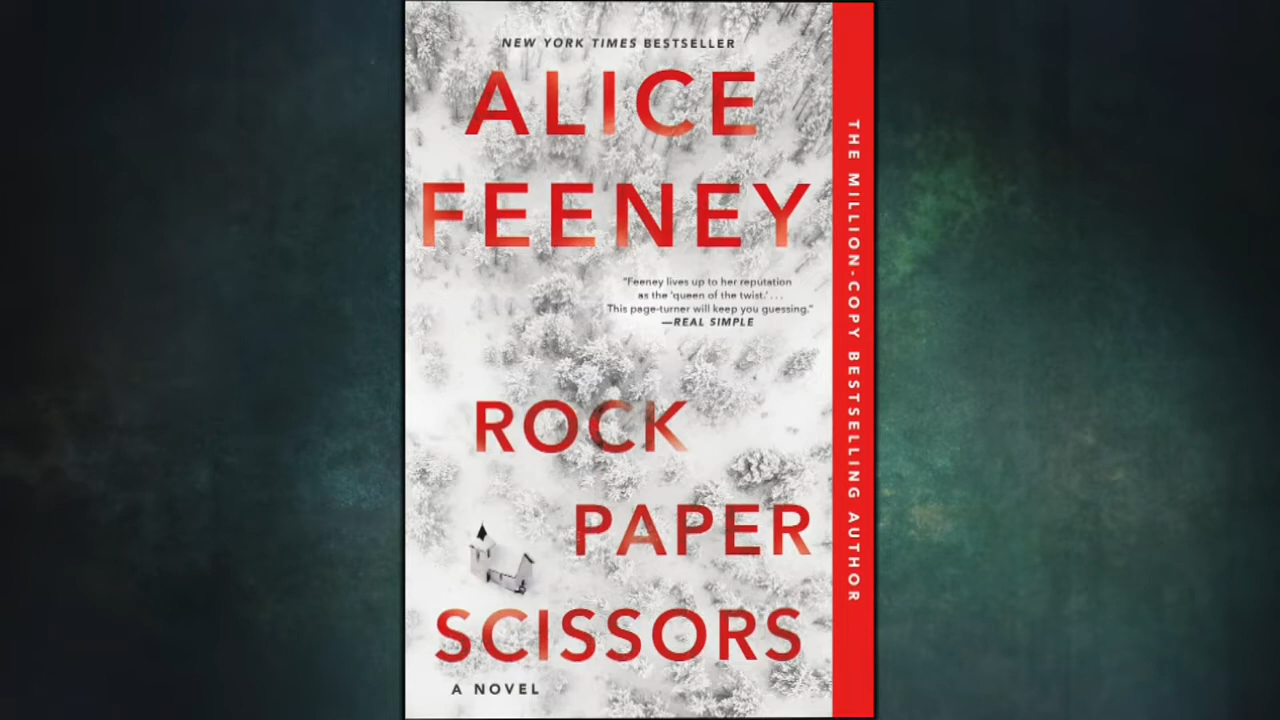 NEW YORK TIMES BESTSELLER
ALICE
FEENEY
“Feeney lives up to her reputation
as the ‘queen of the twist.’ . . .
This page-turner will keep you guessing.”
—REAL SIMPLE
ROCK
PAPER
SCISSORS
A NOVEL
THE MILLION-COPY BESTSELLING AUTHOR